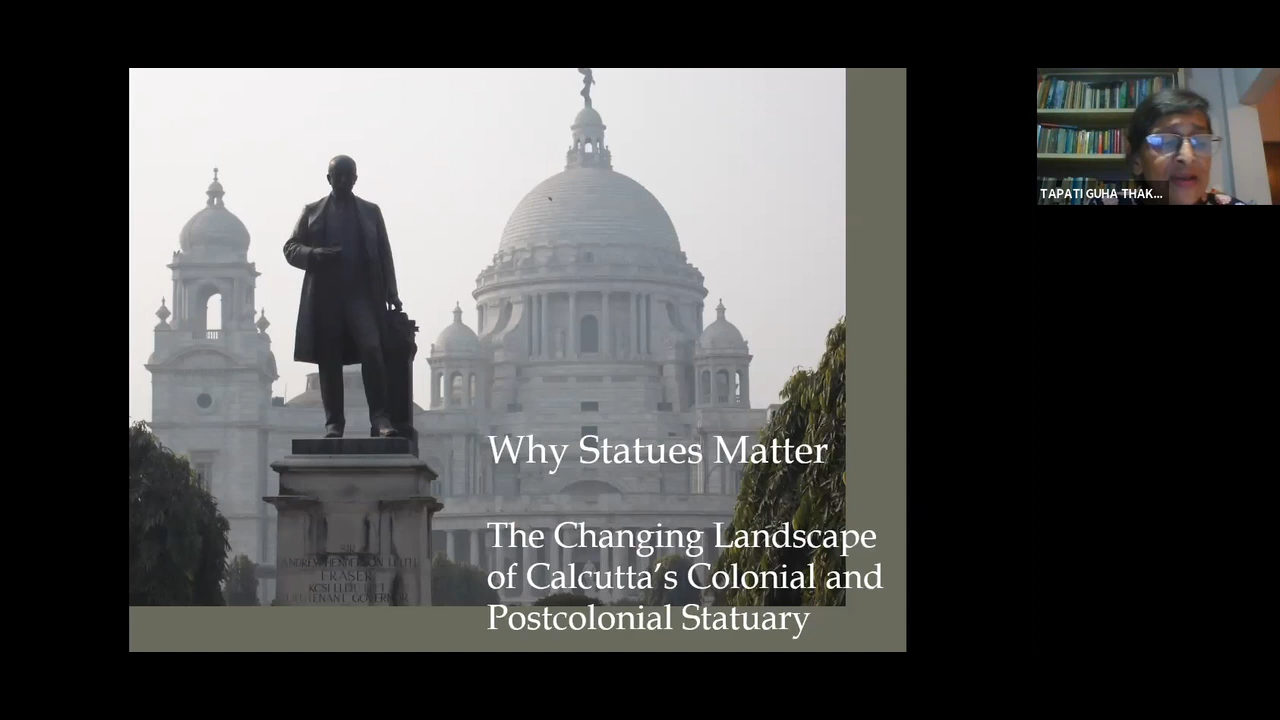 Why Statues Matter
The Changing Landscape
of Calcutta's Colonial and
Postcolonial Statuary
SIR
ANDREW HENDERSON LEITH
FRASER
LIEUTENANT GOVERNOR
TAPATI GUHA THAK...